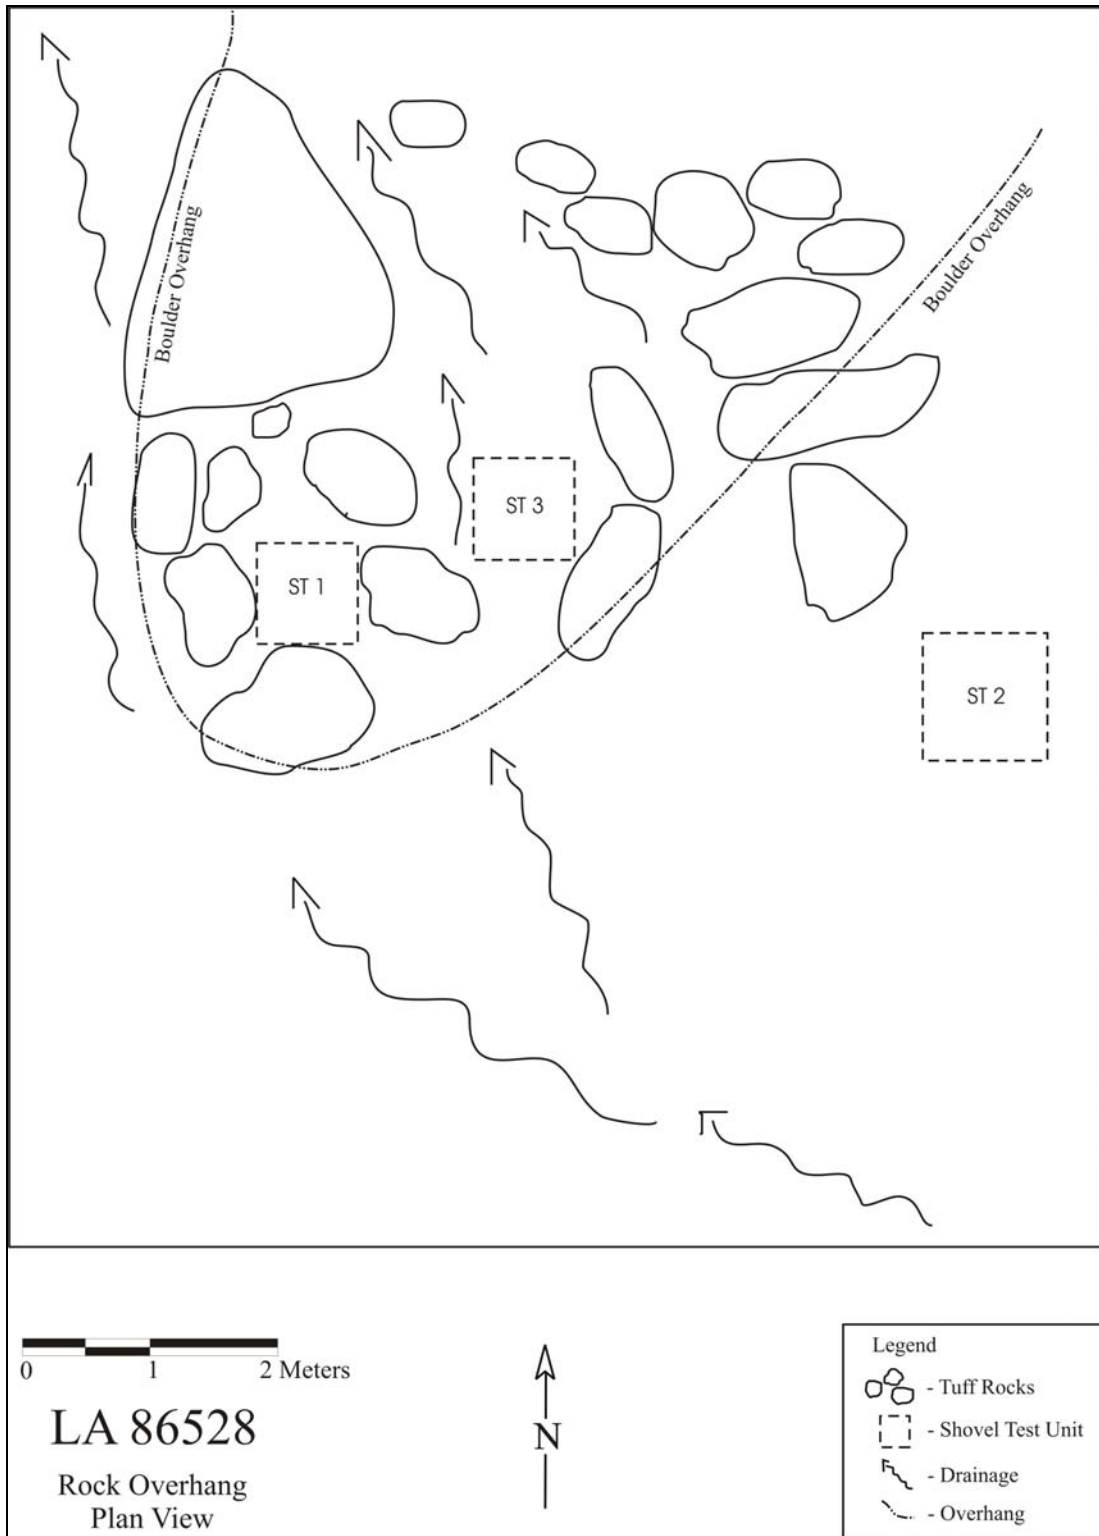 Boulder Overhang
Boulder Overhang
ST 3
ST 1
ST 2
0 1 2 Meters
LA 86528
Rock Overhang
Plan View
N
Legend
- Tuff Rocks
- Shovel Test Unit
- Drainage
- Overhang